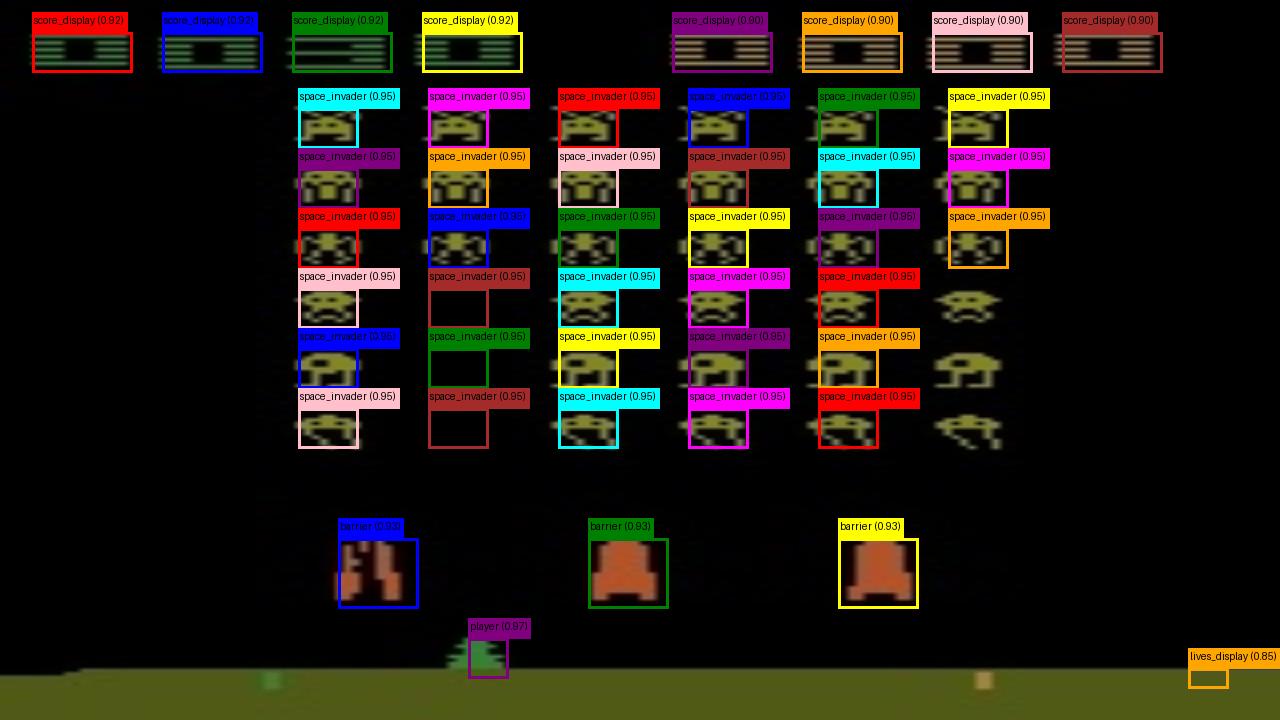 score_display (0.92) score_display (0.92) score_display (0.92) score_display (0.92) score_display (0.90) score_display (0.90) score_display (0.90) score_display (0.90)
space_invader (0.95) space_invader (0.95) space_invader (0.95) space_invader (0.95) space_invader (0.95) space_invader (0.95)
space_invader (0.95) space_invader (0.95) space_invader (0.95) space_invader (0.95) space_invader (0.95) space_invader (0.95)
space_invader (0.95) space_invader (0.95) space_invader (0.95) space_invader (0.95) space_invader (0.95) space_invader (0.95)
space_invader (0.95) space_invader (0.95) space_invader (0.95) space_invader (0.95) space_invader (0.95)
space_invader (0.95) space_invader (0.95) space_invader (0.95) space_invader (0.95) space_invader (0.95)
space_invader (0.95) space_invader (0.95) space_invader (0.95) space_invader (0.95) space_invader (0.95)
barrier (0.93) barrier (0.93) barrier (0.93)
player (0.87)
lives_display (0.85)